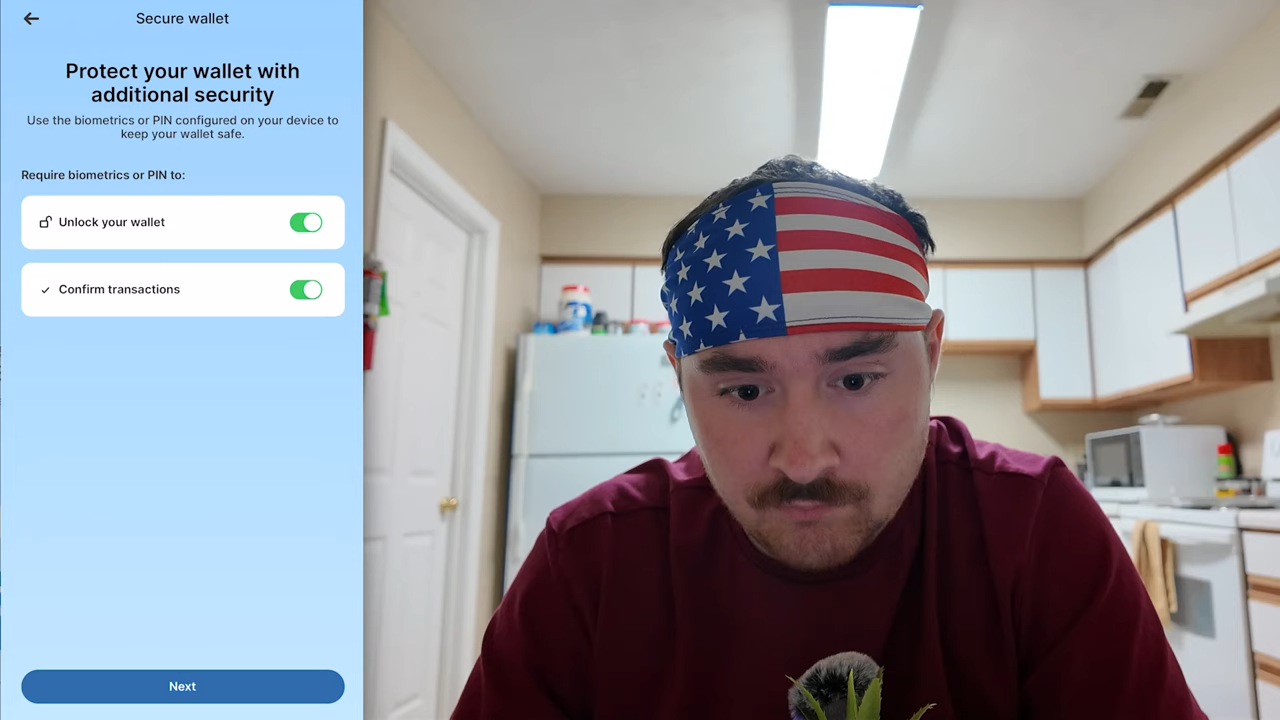 Secure wallet
Protect your wallet with
additional security
Use the biometrics or PIN configured on your device to
keep your wallet safe.
Require biometrics or PIN to:
Unlock your wallet
Confirm transactions
Next